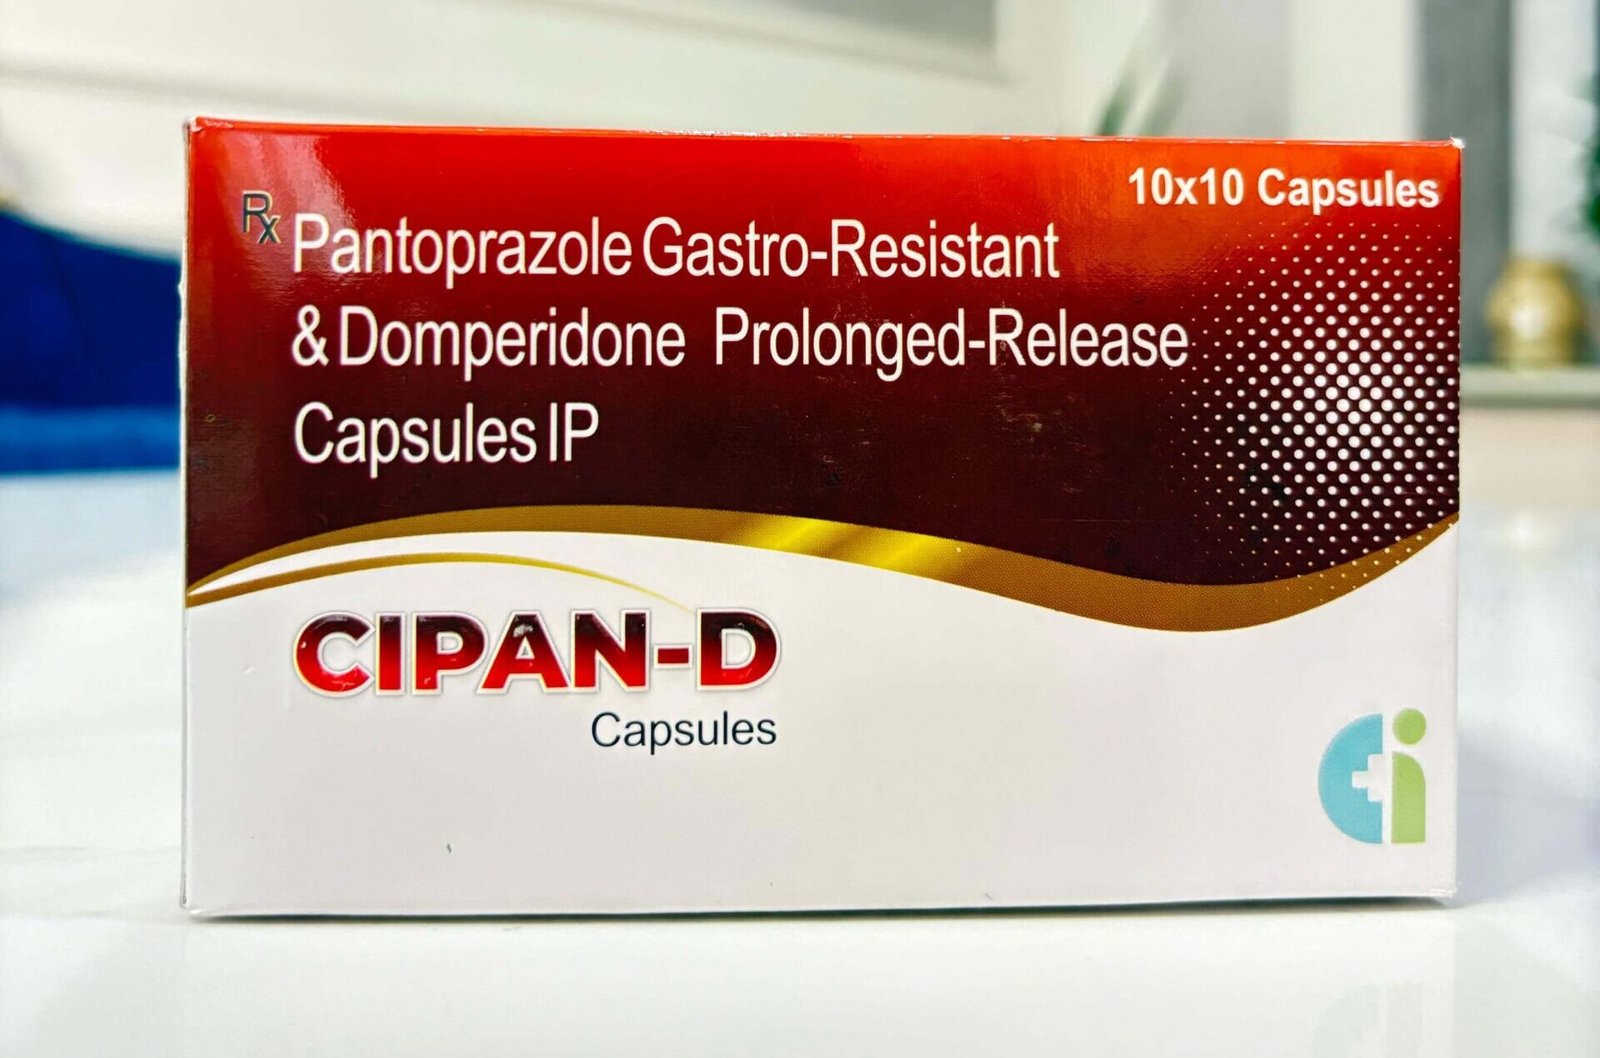 10x10 Capsules
Rx Pantoprazole Gastro-Resistant
& Domperidone Prolonged-Release
Capsules IP
CIPAN-D
Capsules